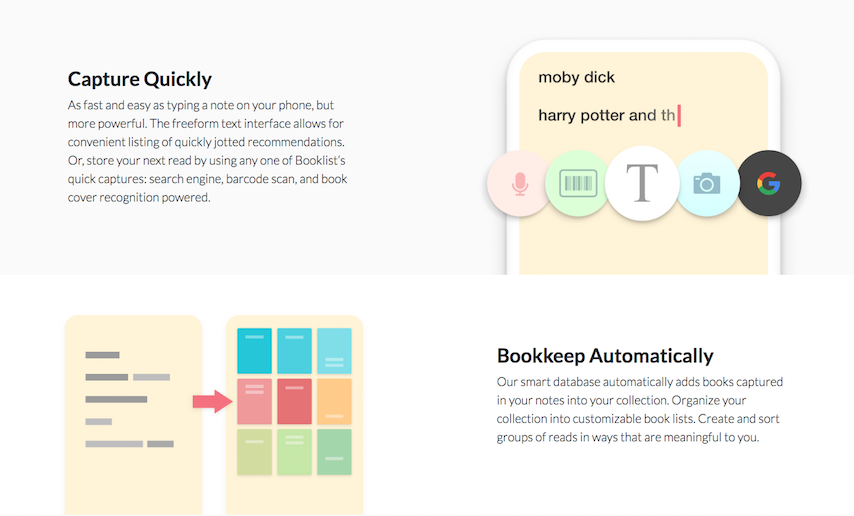 Capture Quickly
As fast and easy as typing a note on your phone, but
more powerful. The freeform text interface allows for
convenient listing of quickly jotted recommendations.
Or, store your next read by using any one of Booklist's
quick captures: search engine, barcode scan, and book
cover recognition powered.
moby dick
harry potter and th
T
G
Bookkeep Automatically
Our smart database automatically adds books captured
in your notes into your collection. Organize your
collection into customizable book lists. Create and sort
groups of reads in ways that are meaningful to you.